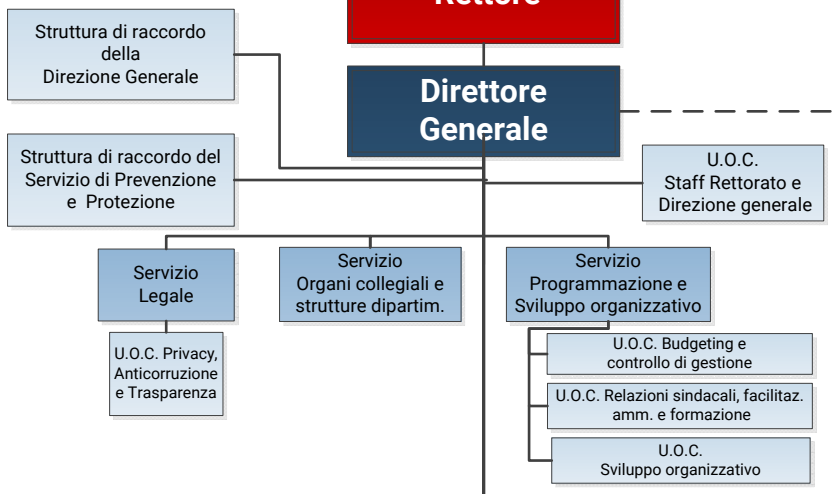 Rettore
Struttura di raccordo
della
Direzione Generale
Direttore
Generale
Struttura di raccordo del
Servizio di Prevenzione
e Protezione
U.O.C.
Staff Rettorato e
Direzione generale
Servizio
Legale
Servizio
Organi collegiali e
strutture dipartim.
Servizio
Programmazione e
Sviluppo organizzativo
U.O.C. Privacy,
Anticorruzione
e Trasparenza
U.O.C. Budgeting e
controllo di gestione
U.O.C. Relazioni sindacali, facilitaz.
amm. e formazione
U.O.C.
Sviluppo organizzativo